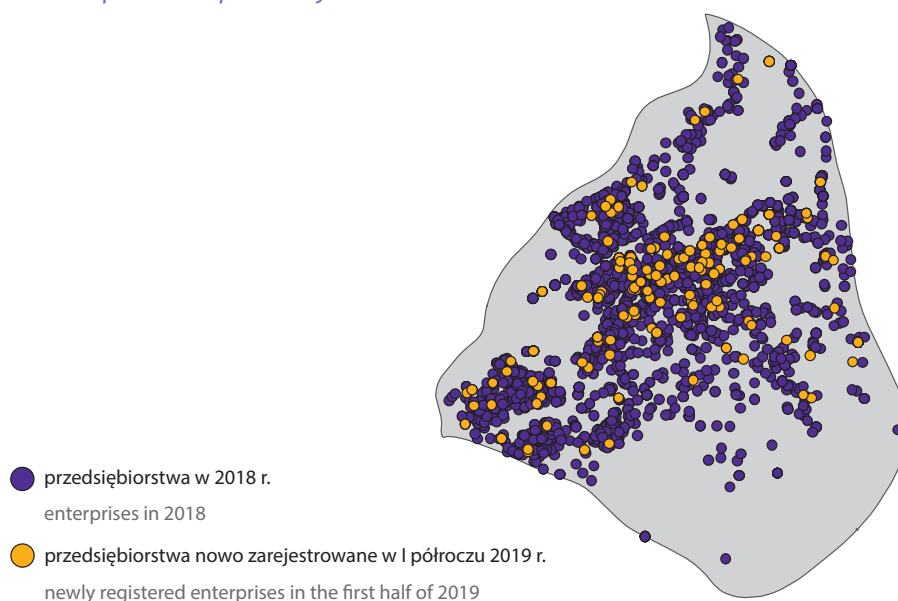 przedsiębiorstwa w 2018 r.
enterprises in 2018
przedsiębiorstwa nowo zarejestrowane w I półroczu 2019 r.
newly registered enterprises in the first half of 2019